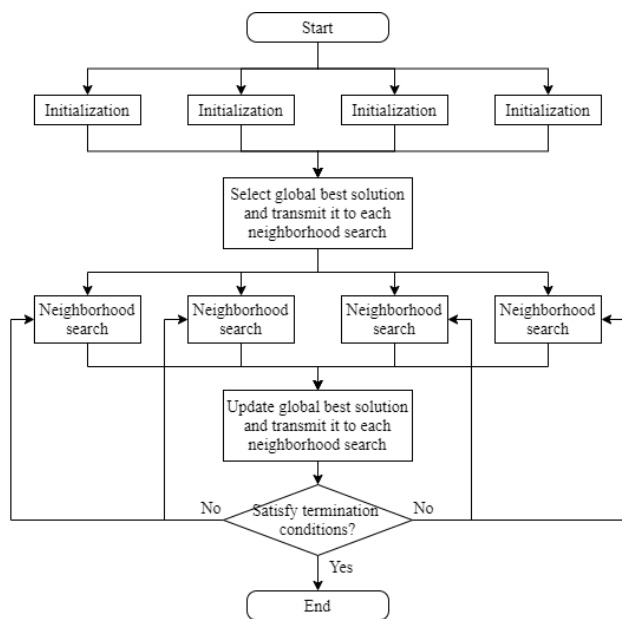 Start
Initialization
Initialization
Initialization
Initialization
Select global best solution
and transmit it to each
neighborhood search
Neighborhood
search
Neighborhood
search
Neighborhood
search
Neighborhood
search
Update global best solution
and transmit it to each
neighborhood search
No
Satisfy termination
conditions?
No
Yes
End